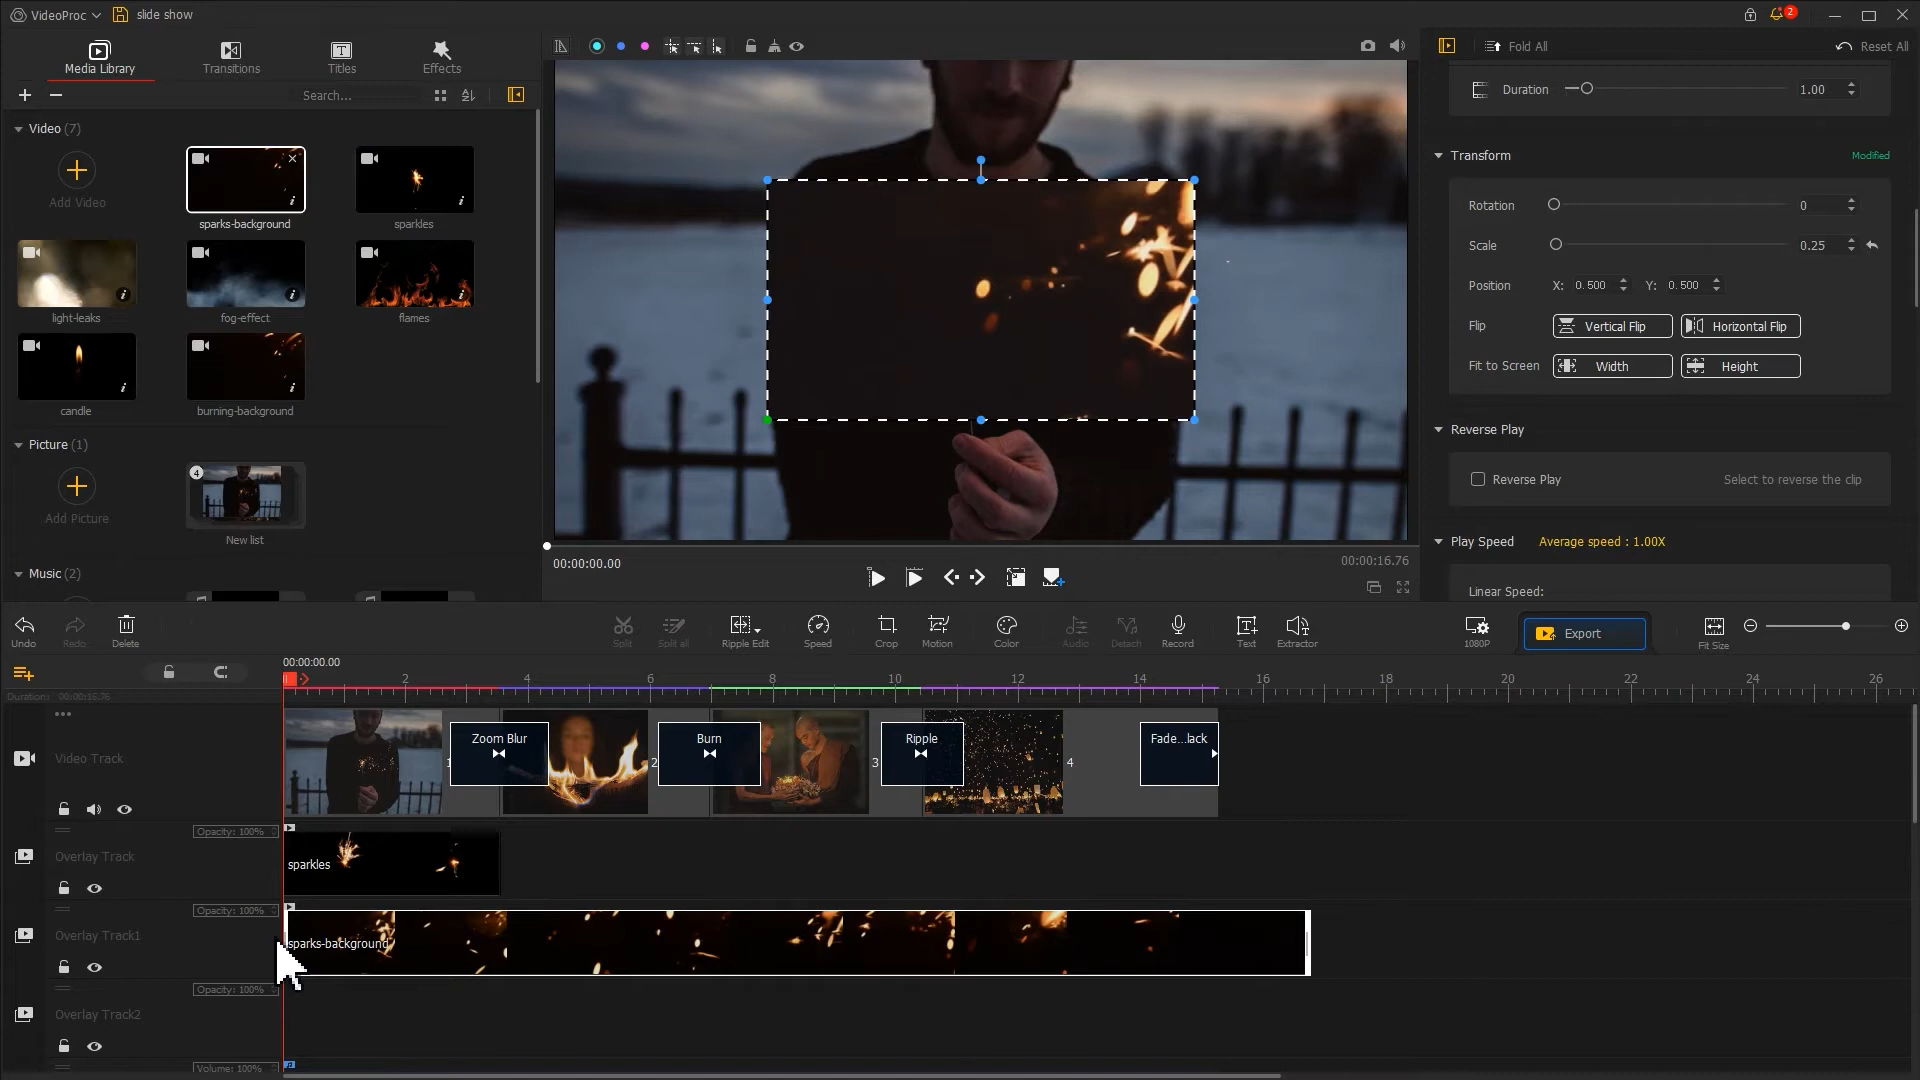 VideoProc slide show
2
Media Library Transitions Titles Effects
Search...
Fold All Reset All
Duration 1.00
Video (7)
Add Video sparks-background sparkles
light-leaks fog-effect flames
candle burning-background
Picture (1)
Add Picture New list
4
Music (2)
Transform Modified
Rotation 0
Scale 0.25
Position X: 0.500 Y: 0.500
Flip Vertical Flip Horizontal Flip
Fit to Screen Width Height
Reverse Play
Reverse Play Select to reverse the clip
Play Speed Average speed : 1.00X
Linear Speed:
00:00:00.00 00:00:16.76
Undo Redo Delete Split Split all Ripple Edit Speed Crop Motion Color Audio Detach Record Text Extractor 1080P Export Fit Size
00:00:00.00
Duration: 00:00:16.76
2 4 6 8 10 12 14 16 18 20 22 24 26
Video Track
1 Zoom Blur 2 Burn 3 Ripple 4 Fade...lack
Opacity: 100%
Overlay Track
sparkles
Opacity: 100%
Overlay Track1
sparks-background
Opacity: 100%
Overlay Track2
Volume: 100%